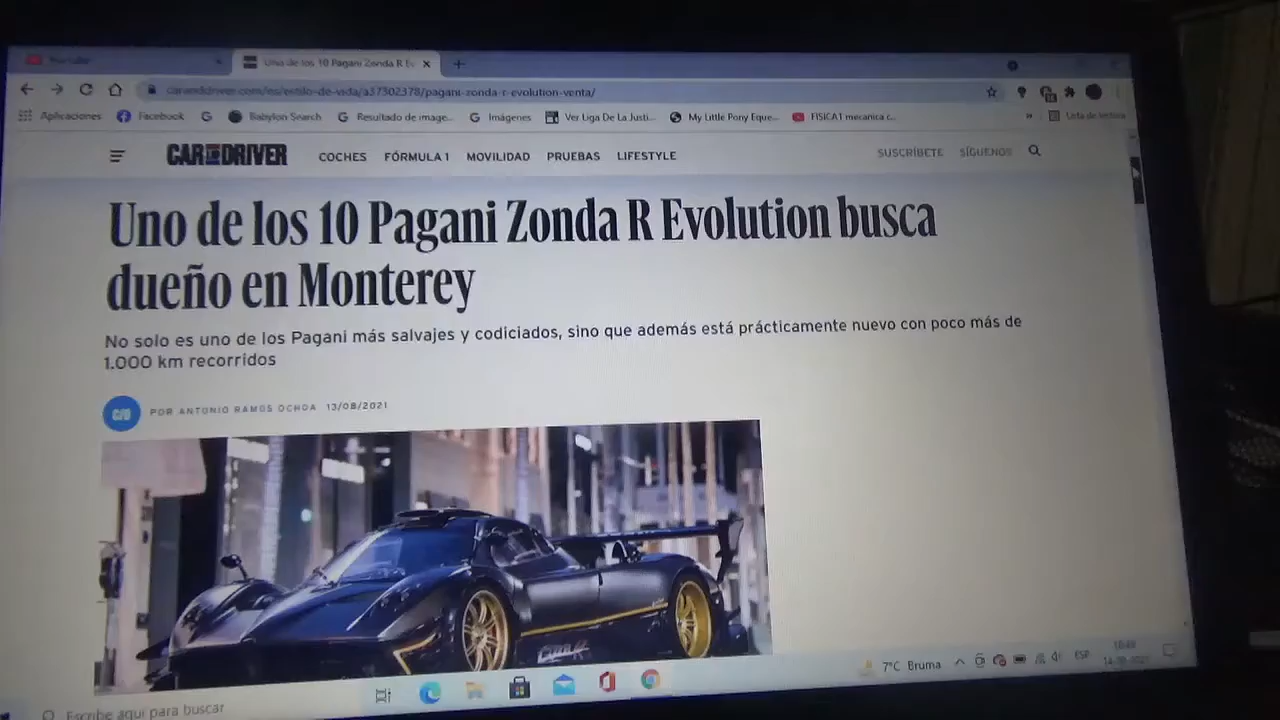 YouTube
Uno de los 10 Pagani Zonda R Ev
caranddriver.com/es/estilo-de-vida/a37302378/pagani-zonda-r-evolution-venta/
Aplicaciones Facebook Babylon Search Resultado de image... Imágenes Ver Liga De La Justi... My Little Pony Eque... FISICA1 mecanica c... » Lista de lectura
CAR AND DRIVER COCHES FÓRMULA 1 MOVILIDAD PRUEBAS LIFESTYLE SUSCRÍBETE SÍGUENOS
Uno de los 10 Pagani Zonda R Evolution busca
dueño en Monterey
No solo es uno de los Pagani más salvajes y codiciados, sino que además está prácticamente nuevo con poco más de
1.000 km recorridos
C/D POR ANTONIO RAMOS OCHOA 13/08/2021
7°C Bruma ESP
Escribe aquí para buscar